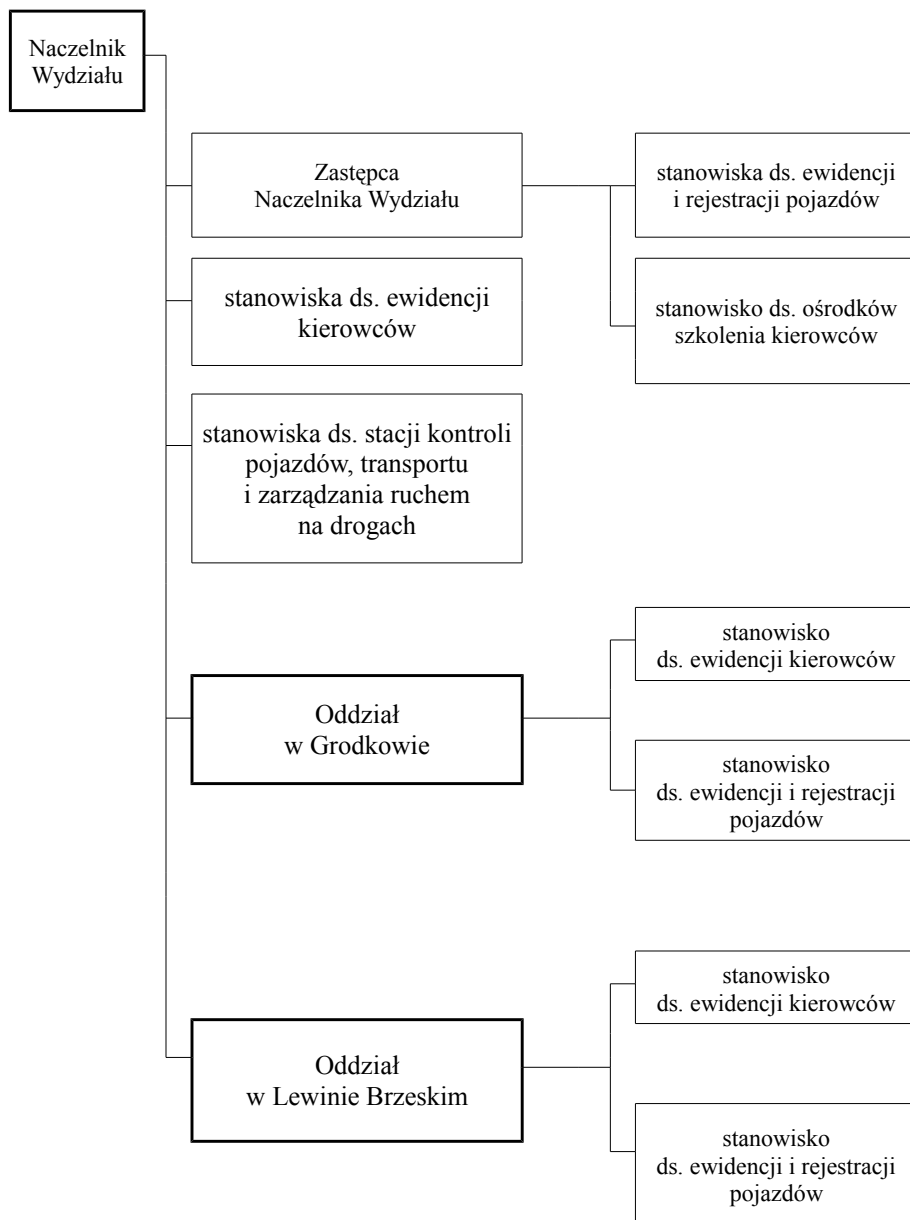 Naczelnik
Wydziału
Zastępca
Naczelnika Wydziału
stanowiska ds. ewidencji
i rejestracji pojazdów
stanowisko ds. ośrodków
szkolenia kierowców
stanowiska ds. ewidencji
kierowców
stanowiska ds. stacji kontroli
pojazdów, transportu
i zarządzania ruchem
na drogach
Oddział
w Grodkowie
stanowisko
ds. ewidencji kierowców
stanowisko
ds. ewidencji i rejestracji
pojazdów
Oddział
w Lewinie Brzeskim
stanowisko
ds. ewidencji kierowców
stanowisko
ds. ewidencji i rejestracji
pojazdów